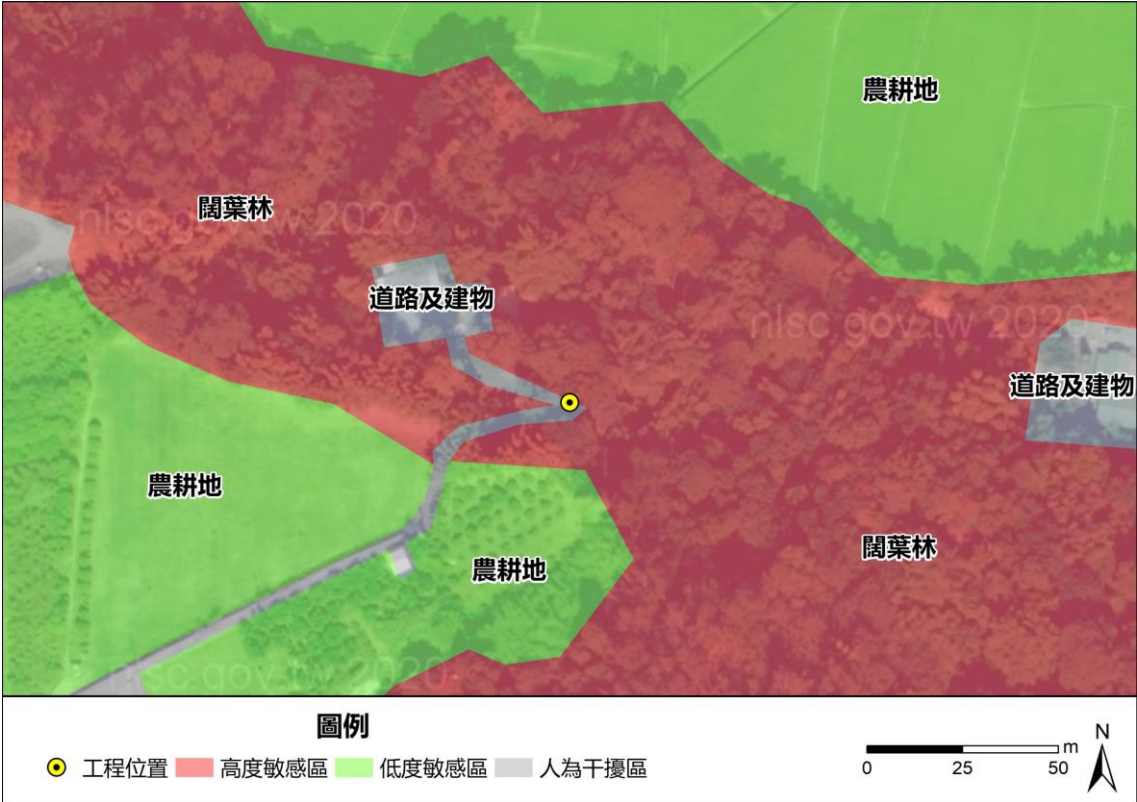 農耕地
闊葉林
nlsc.gov.tw 2020
道路及建物
nlsc.gov.tw 2020
道路及建物
農耕地
闊葉林
農耕地
nlsc.gov.tw 2020
圖例
工程位置 高度敏感區 低度敏感區 人為干擾區
0 25 50 m
N